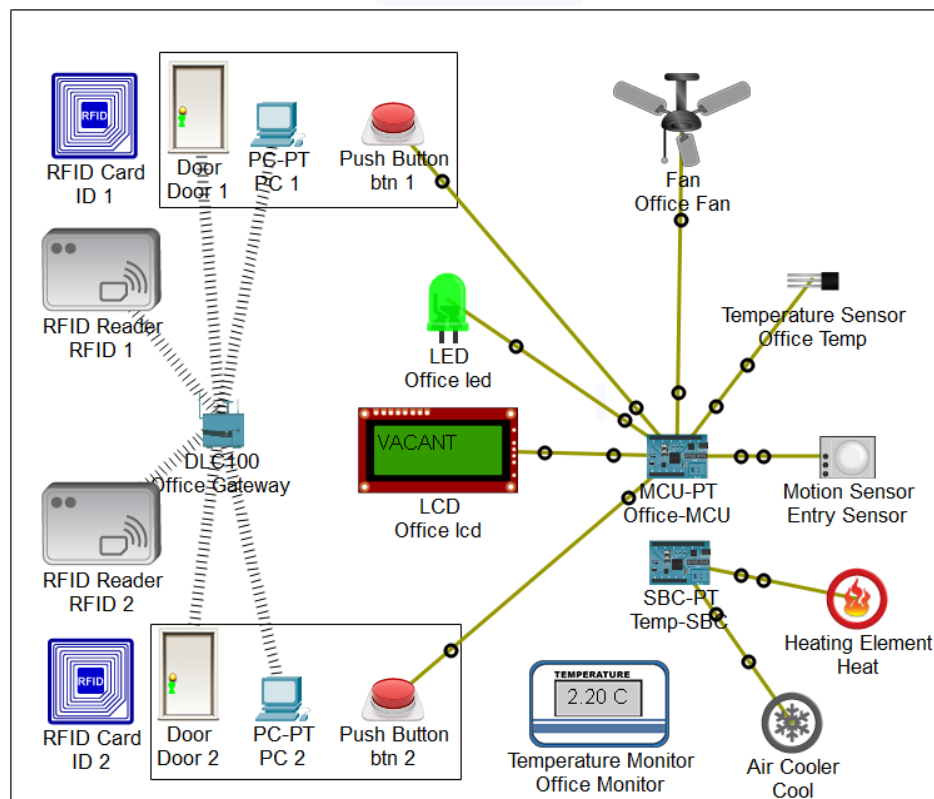 RFID
RFID Card
ID 1
Door
Door 1
PC-PT
PC 1
Push Button
btn 1
Fan
Office Fan
RFID Reader
RFID 1
LED
Office led
Temperature Sensor
Office Temp
VACANT
LCD
Office lcd
DLC100
Office Gateway
MCU-PT
Office-MCU
Motion Sensor
Entry Sensor
RFID Reader
RFID 2
SBC-PT
Temp-SBC
Heating Element
Heat
RFID
RFID Card
ID 2
Door
Door 2
PC-PT
PC 2
Push Button
btn 2
TEMPERATURE
2.20 C
Temperature Monitor
Office Monitor
Air Cooler
Cool